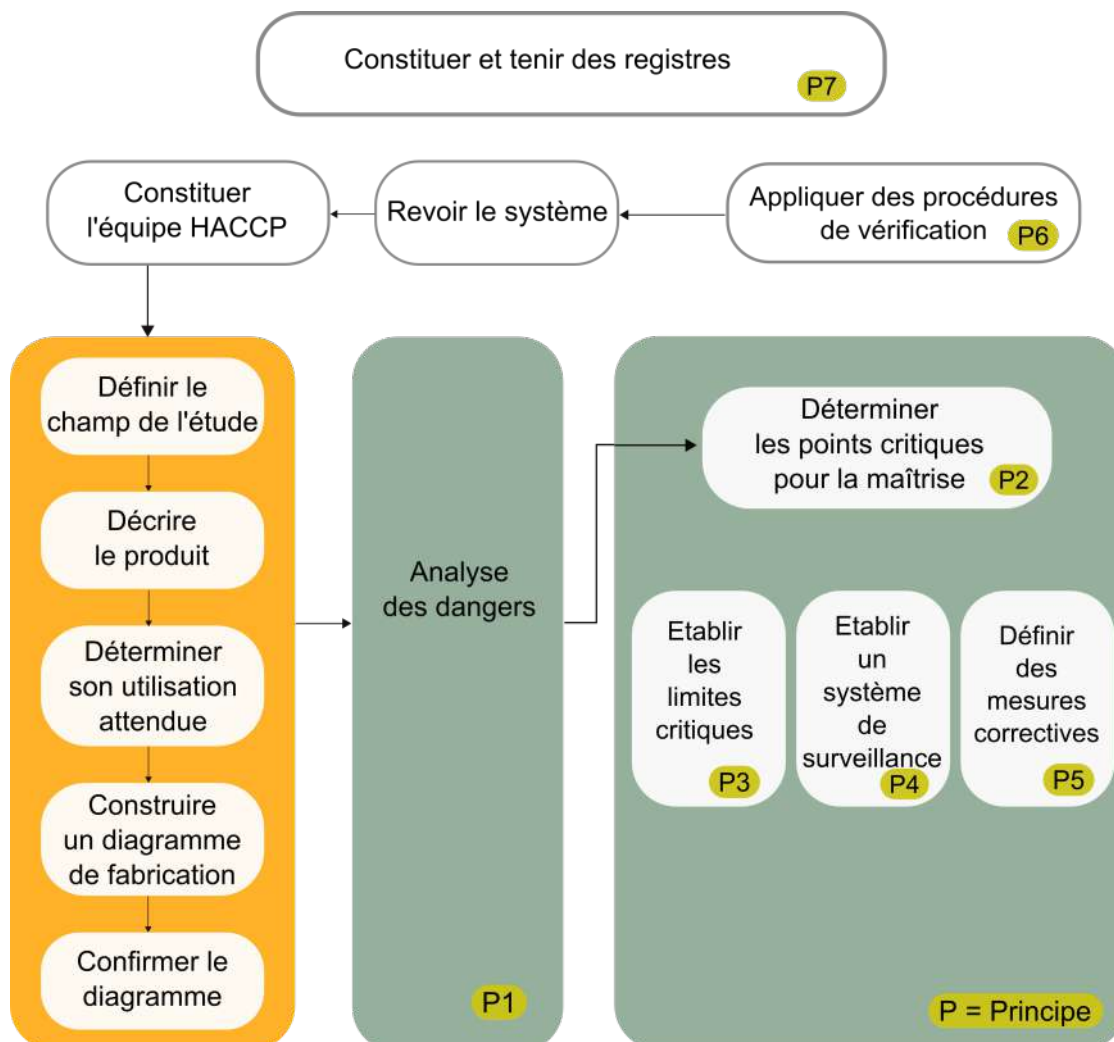 Constituer et tenir des registres
P7
Constituer
l'équipe HACCP
Revoir le système
Appliquer des procédures
de vérification
P6
Définir le
champ de l'étude
Décrire
le produit
Déterminer
son utilisation
attendue
Construire
un diagramme
de fabrication
Confirmer le
diagramme
Analyse
des dangers
P1
Déterminer
les points critiques
pour la maîtrise
P2
Etablir
les
limites
critiques
P3
Etablir
un
système
de
surveillance
P4
Définir
des
mesures
correctives
P5
P = Principe